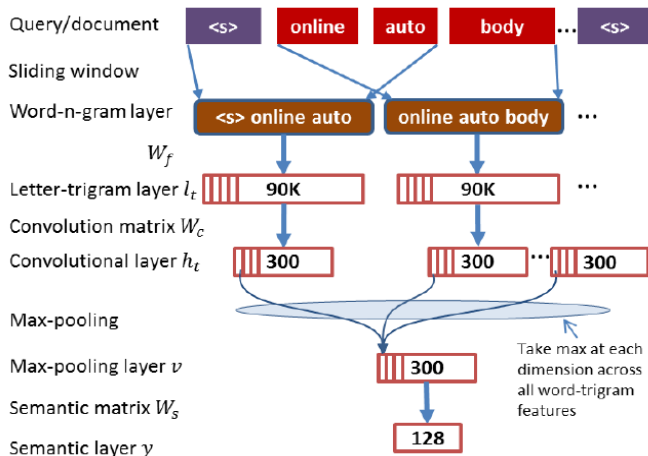 Query/document <s> online auto body ... <s>
Sliding window
Word-n-gram layer <s> online auto online auto body ...
W_f
Letter-trigram layer l_t 90K 90K ...
Convolution matrix W_c
Convolutional layer h_t 300 300 ... 300
Max-pooling
Take max at each
dimension across
all word-trigram
features
Max-pooling layer v 300
Semantic matrix W_s
Semantic layer y 128